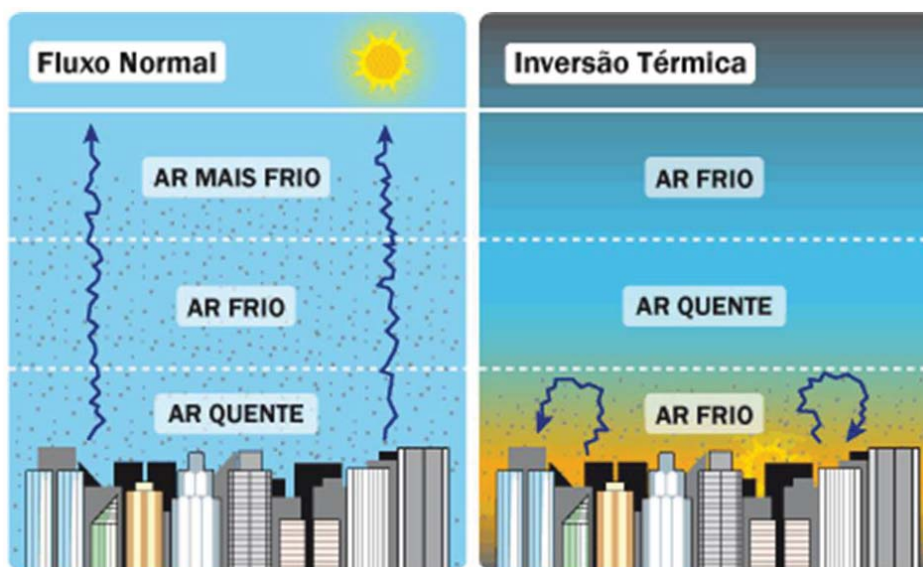 Fluxo Normal
AR MAIS FRIO
AR FRIO
AR QUENTE
Inversão Térmica
AR FRIO
AR QUENTE
AR FRIO